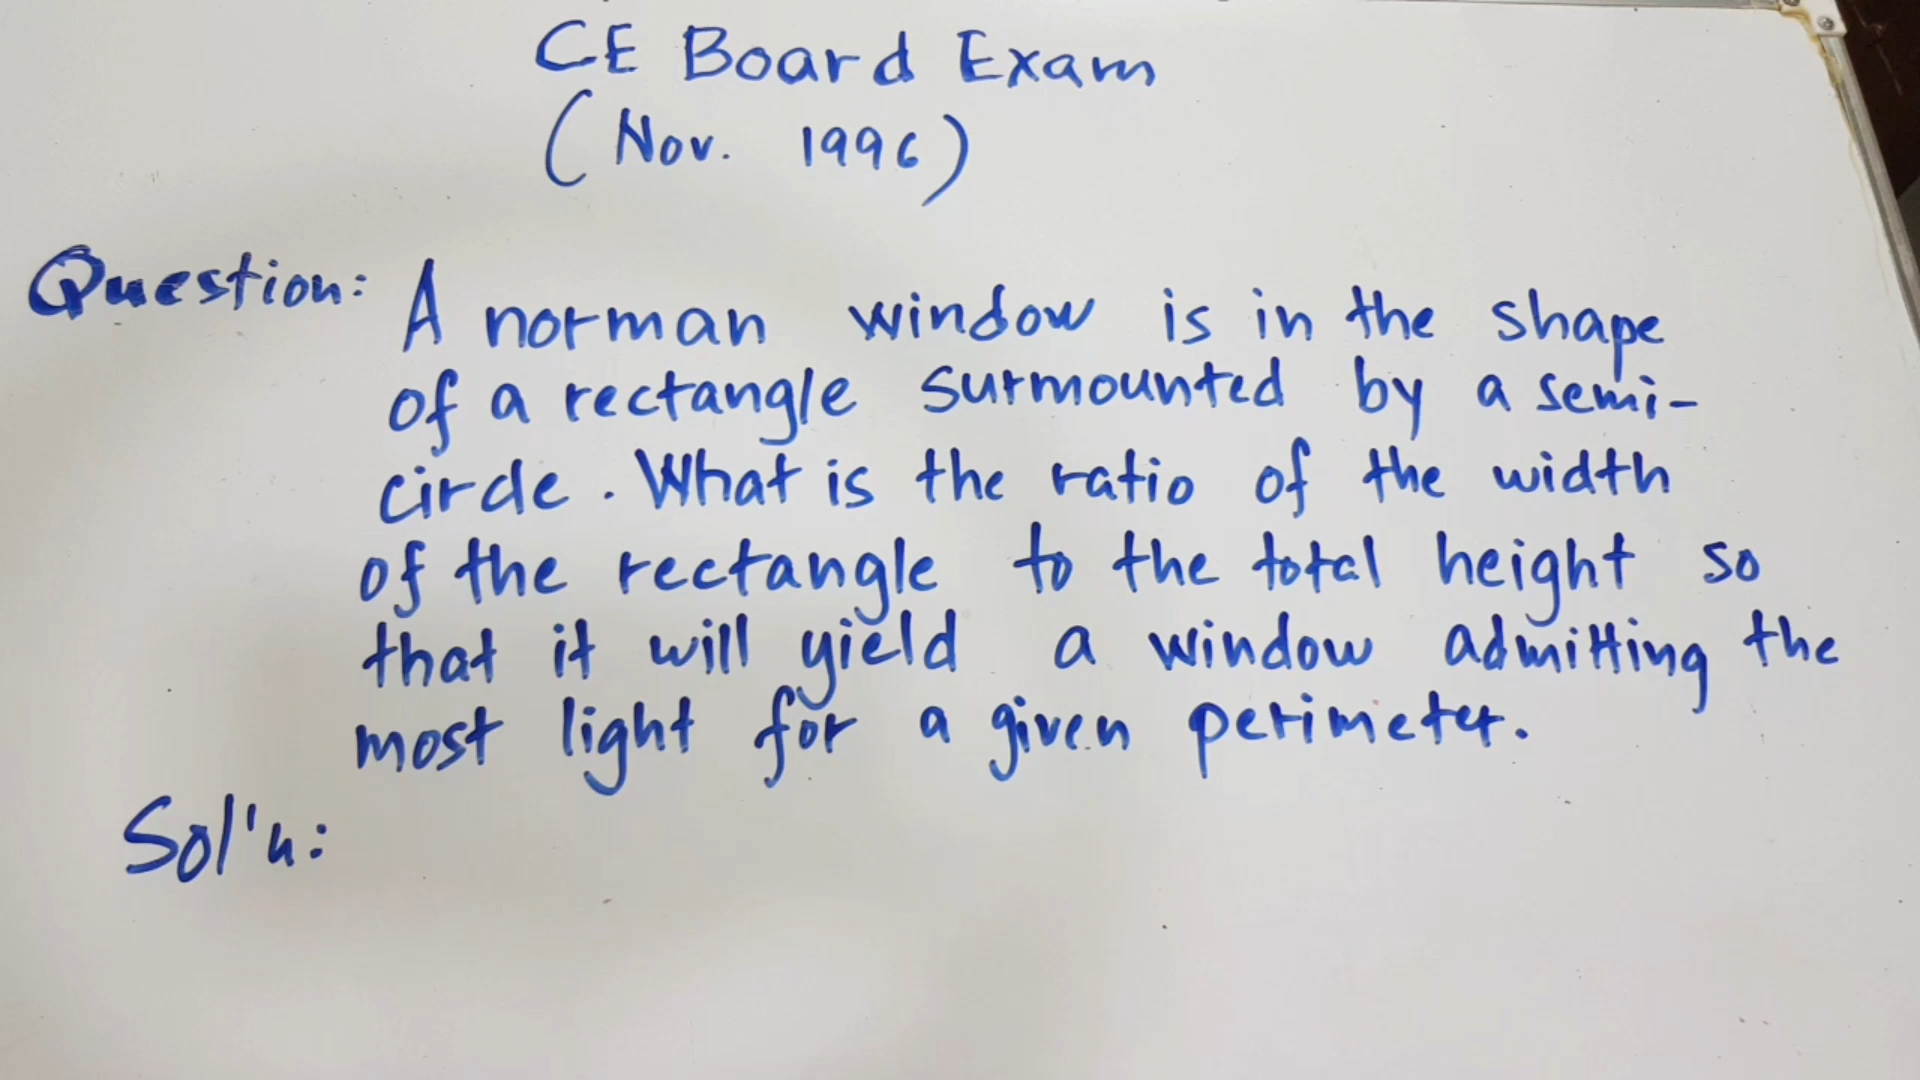 CE Board Exam
(Nov. 1996)
Question: A norman window is in the shape
of a rectangle surmounted by a semi-
circle. What is the ratio of the width
of the rectangle to the total height so
that it will yield a window admitting the
most light for a given perimeter.
Sol'n: